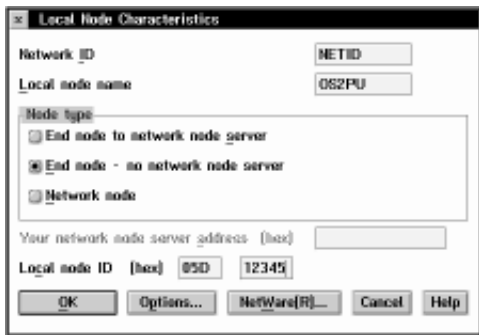 Local Node Characteristics
Network ID NETID
Local node name OS2PU
Node type
End node to network node server
End node - no network node server
Network node
Your network node server address (hex)
Local node ID (hex) 05D 12345
OK Options... NetWare(R)... Cancel Help